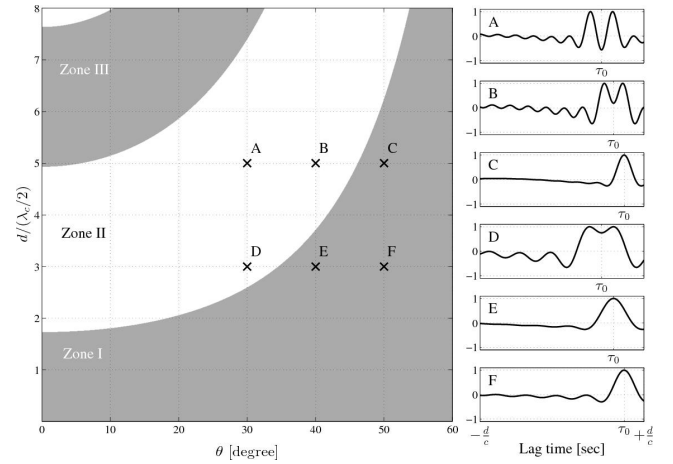 8
7
6
5
4
3
2
1
d/(λc/2)
Zone III
Zone II
Zone I
A
B
C
D
E
F
0
10
20
30
40
50
60
θ [degree]
A
1
0
−1
τ0
B
1
0
−1
τ0
C
1
0
−1
τ0
D
1
0
−1
τ0
E
1
0
−1
τ0
F
1
0
−1
−d/c
τ0
+d/c
Lag time [sec]